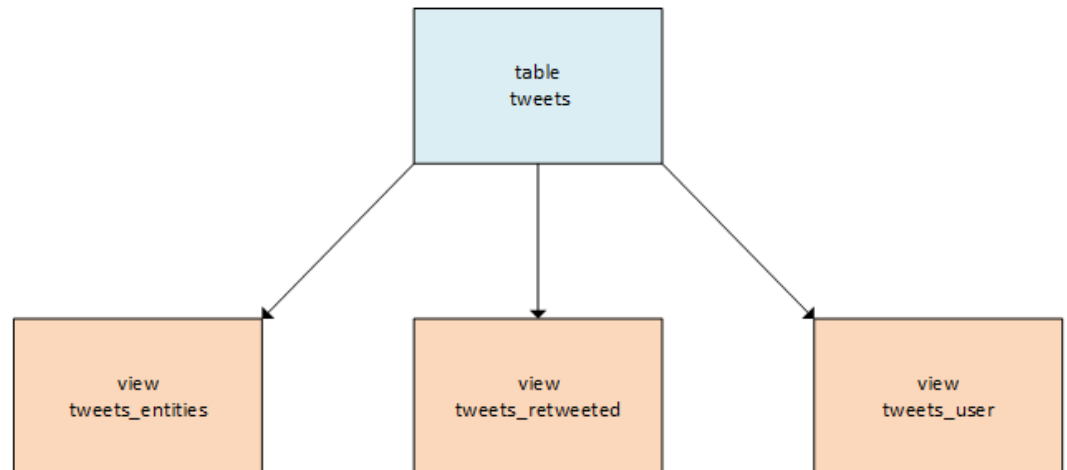 table
tweets
view
tweets_entities
view
tweets_retweeted
view
tweets_user